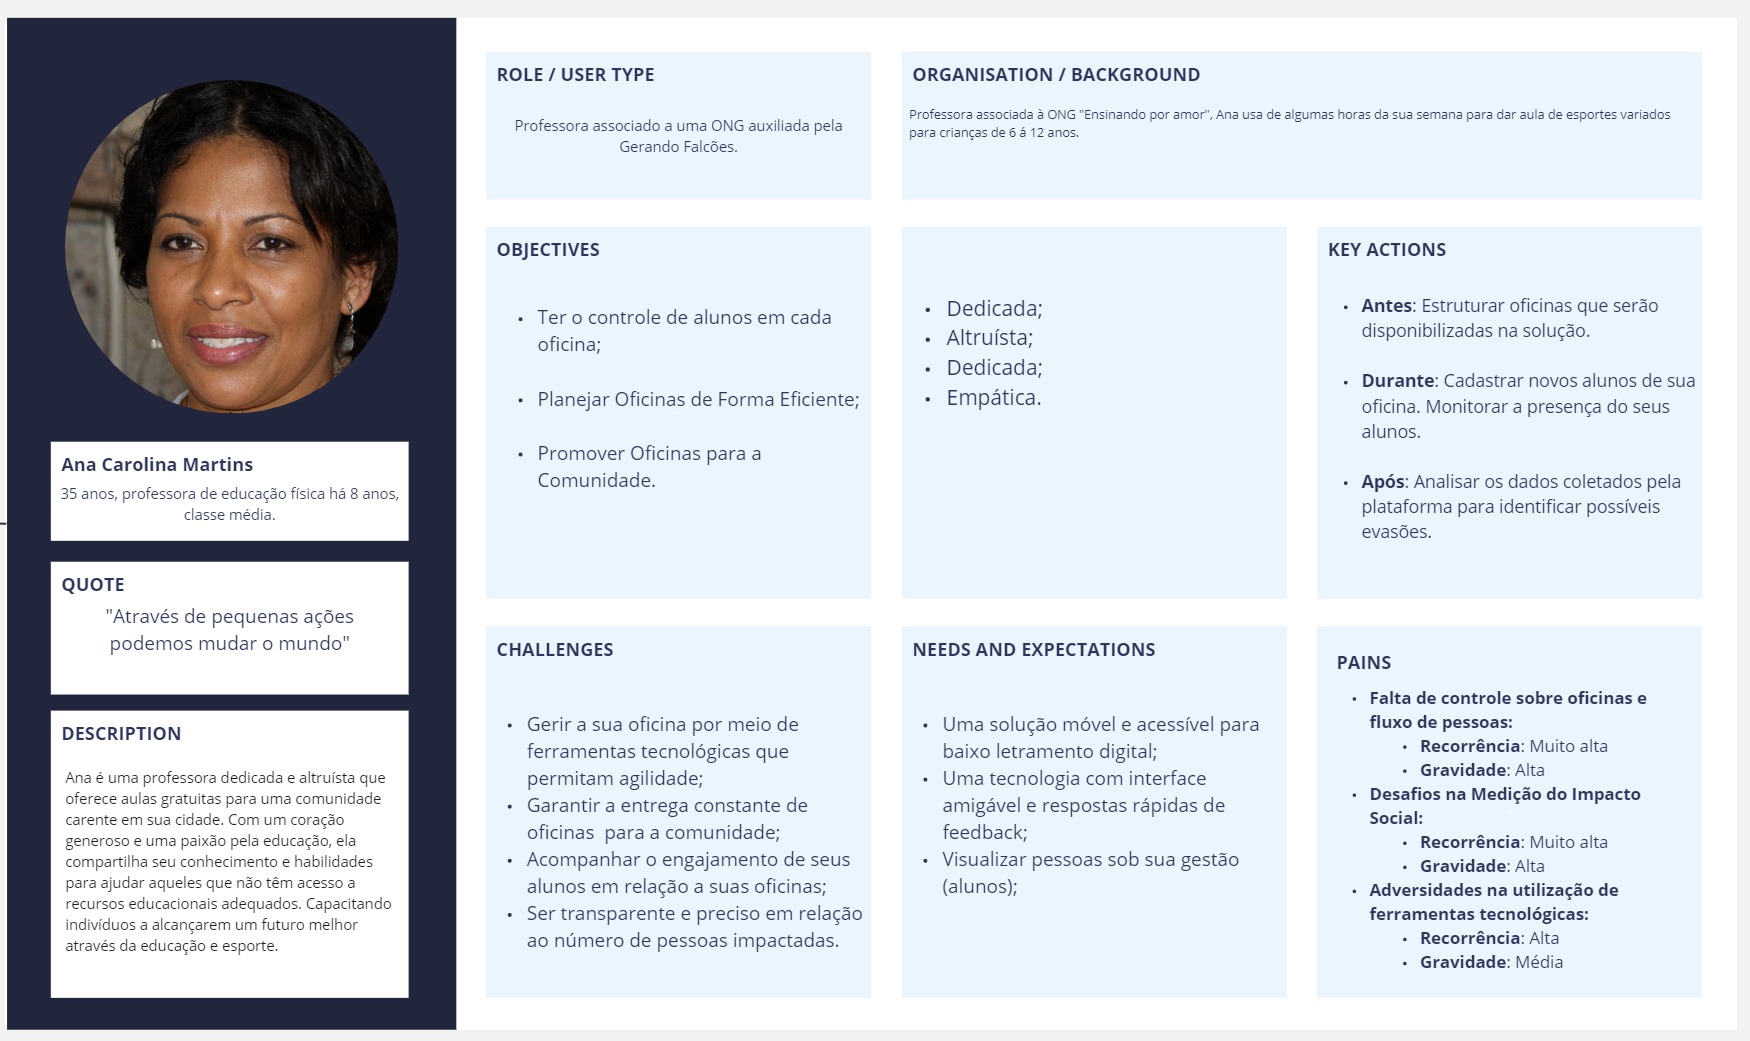 Ana Carolina Martins
35 anos, professora de educação física há 8 anos,
classe média.
QUOTE
"Através de pequenas ações
podemos mudar o mundo"
DESCRIPTION
Ana é uma professora dedicada e altruísta que
oferece aulas gratuitas para uma comunidade
carente em sua cidade. Com um coração
generoso e uma paixão pela educação, ela
compartilha seu conhecimento e habilidades
para ajudar aqueles que não têm acesso a
recursos educacionais adequados. Capacitando
indivíduos a alcançarem um futuro melhor
através da educação e esporte.
ROLE / USER TYPE
Professora associado a uma ONG auxiliada pela
Gerando Falcões.
ORGANISATION / BACKGROUND
Professora associada à ONG "Ensinando por amor", Ana usa de algumas horas da sua semana para dar aula de esportes variados
para crianças de 6 á 12 anos.
OBJECTIVES
• Ter o controle de alunos em cada
oficina;
• Planejar Oficinas de Forma Eficiente;
• Promover Oficinas para a
Comunidade.
• Dedicada;
• Altruísta;
• Dedicada;
• Empática.
KEY ACTIONS
• Antes: Estruturar oficinas que serão
disponibilizadas na solução.
• Durante: Cadastrar novos alunos de sua
oficina. Monitorar a presença do seus
alunos.
• Após: Analisar os dados coletados pela
plataforma para identificar possíveis
evasões.
CHALLENGES
• Gerir a sua oficina por meio de
ferramentas tecnológicas que
permitam agilidade;
• Garantir a entrega constante de
oficinas  para a comunidade;
• Acompanhar o engajamento de seus
alunos em relação a suas oficinas;
• Ser transparente e preciso em relação
ao número de pessoas impactadas.
NEEDS AND EXPECTATIONS
• Uma solução móvel e acessível para
baixo letramento digital;
• Uma tecnologia com interface
amigável e respostas rápidas de
feedback;
• Visualizar pessoas sob sua gestão
(alunos);
PAINS
• Falta de controle sobre oficinas e
fluxo de pessoas:
• Recorrência: Muito alta
• Gravidade: Alta
• Desafios na Medição do Impacto
Social:
• Recorrência: Muito alta
• Gravidade: Alta
• Adversidades na utilização de
ferramentas tecnológicas:
• Recorrência: Alta
• Gravidade: Média